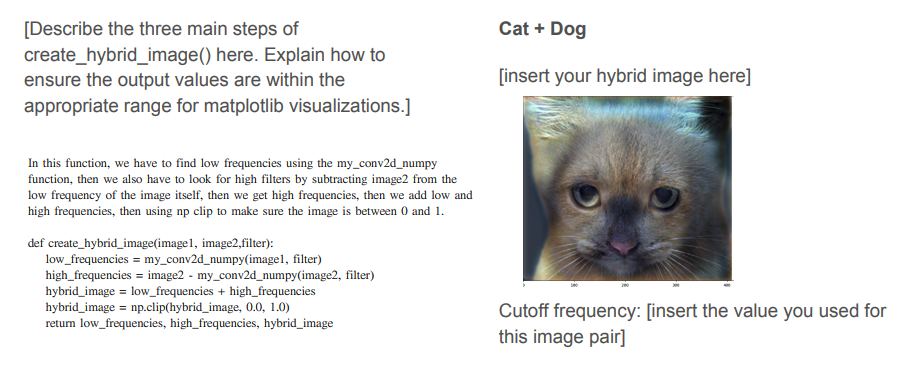 [Describe the three main steps of
create_hybrid_image() here. Explain how to
ensure the output values are within the
appropriate range for matplotlib visualizations.]
In this function, we have to find low frequencies using the my_conv2d_numpy
function, then we also have to look for high filters by subtracting image2 from the
low frequency of the image itself, then we get high frequencies, then we add low and
high frequencies, then using np clip to make sure the image is between 0 and 1.
def create_hybrid_image(image1, image2,filter):
low_frequencies = my_conv2d_numpy(image1, filter)
high_frequencies = image2 - my_conv2d_numpy(image2, filter)
hybrid_image = low_frequencies + high_frequencies
hybrid_image = np.clip(hybrid_image, 0.0, 1.0)
return low_frequencies, high_frequencies, hybrid_image
Cat + Dog
[insert your hybrid image here]
0 100 200 300 400
Cutoff frequency: [insert the value you used for
this image pair]